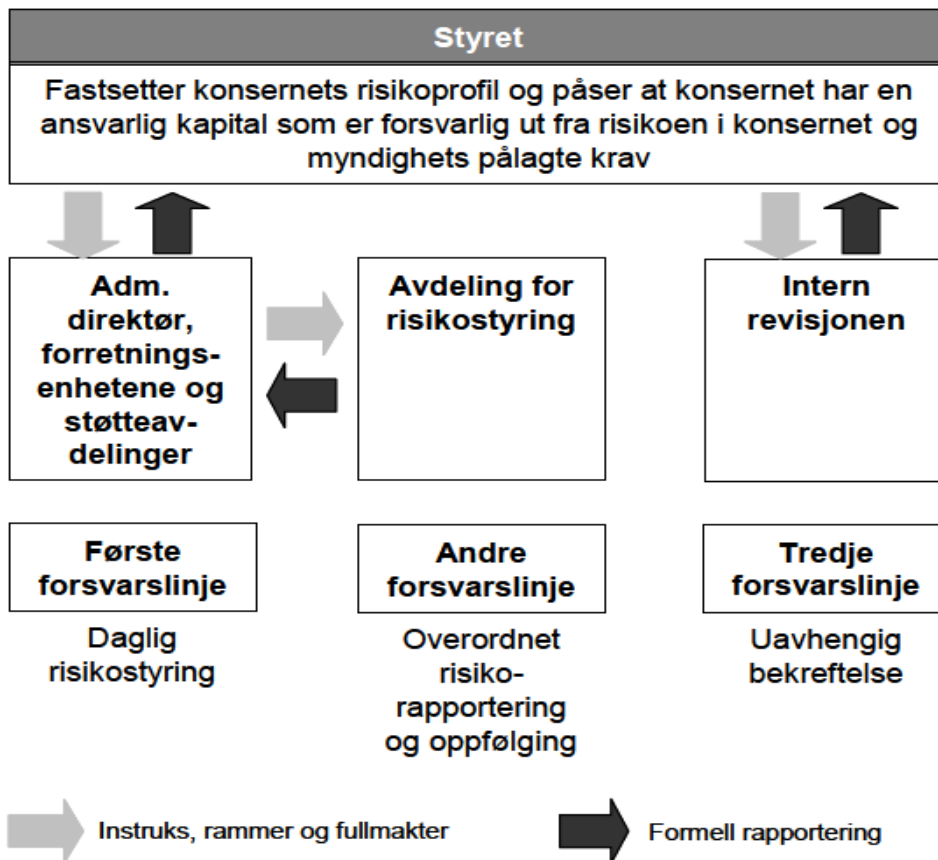 Styret
Fastsetter konsernets risikoprofil og påser at konsernet har en
ansvarlig kapital som er forsvarlig ut fra risikoen i konsernet og
myndighets pålagte krav
Adm.
direktør,
forretnings-
enhetene og
støtteav-
delinger
Avdeling for
risikostyring
Intern
revisjonen
Første
forsvarslinje
Andre
forsvarslinje
Tredje
forsvarslinje
Daglig
risikostyring
Overordnet
risiko-
rapportering
og oppfølging
Uavhengig
bekreftelse
Instruks, rammer og fullmakter
Formell rapportering